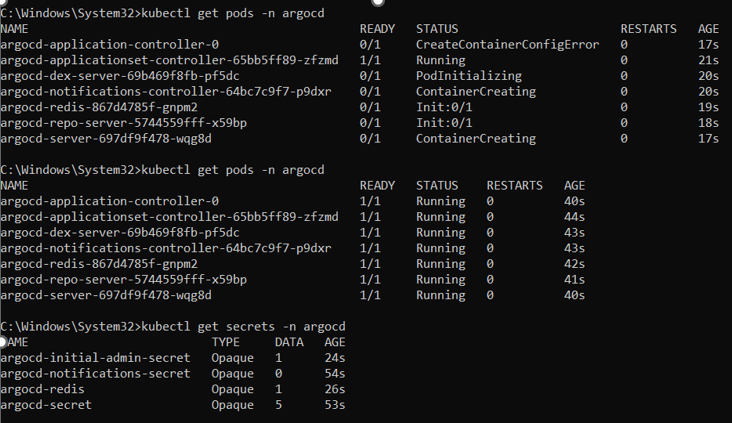 C:\Windows\System32>kubectl get pods -n argocd
NAME READY STATUS RESTARTS AGE
argocd-application-controller-0 0/1 CreateContainerConfigError 0 17s
argocd-applicationset-controller-65bb5ff89-zfzmd 1/1 Running 0 21s
argocd-dex-server-69b469f8fb-pf5dc 0/1 PodInitializing 0 20s
argocd-notifications-controller-64bc7c9f7-p9dxr 0/1 ContainerCreating 0 20s
argocd-redis-867d4785f-gnpm2 0/1 Init:0/1 0 19s
argocd-repo-server-5744559fff-x59bp 0/1 Init:0/1 0 18s
argocd-server-697df9f478-wqg8d 0/1 ContainerCreating 0 17s
C:\Windows\System32>kubectl get pods -n argocd
NAME READY STATUS RESTARTS AGE
argocd-application-controller-0 1/1 Running 0 40s
argocd-applicationset-controller-65bb5ff89-zfzmd 1/1 Running 0 44s
argocd-dex-server-69b469f8fb-pf5dc 1/1 Running 0 43s
argocd-notifications-controller-64bc7c9f7-p9dxr 1/1 Running 0 43s
argocd-redis-867d4785f-gnpm2 1/1 Running 0 42s
argocd-repo-server-5744559fff-x59bp 1/1 Running 0 41s
argocd-server-697df9f478-wqg8d 1/1 Running 0 40s
C:\Windows\System32>kubectl get secrets -n argocd
AME TYPE DATA AGE
argocd-initial-admin-secret Opaque 1 24s
argocd-notifications-secret Opaque 0 54s
argocd-redis Opaque 1 26s
argocd-secret Opaque 5 53s